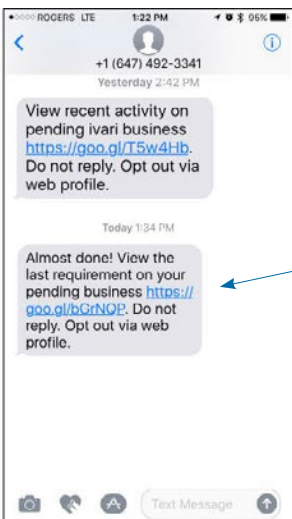 ROGERS LTE 1:22 PM 95%
+1 (647) 492-3341
Yesterday 2:42 PM
View recent activity on
pending ivari business
https://goo.gl/T5w4Hb.
Do not reply. Opt out via
web profile.
Today 1:34 PM
Almost done! View the
last requirement on your
pending business https://
goo.gl/bGrNQP. Do not
reply. Opt out via web
profile.
Text Message